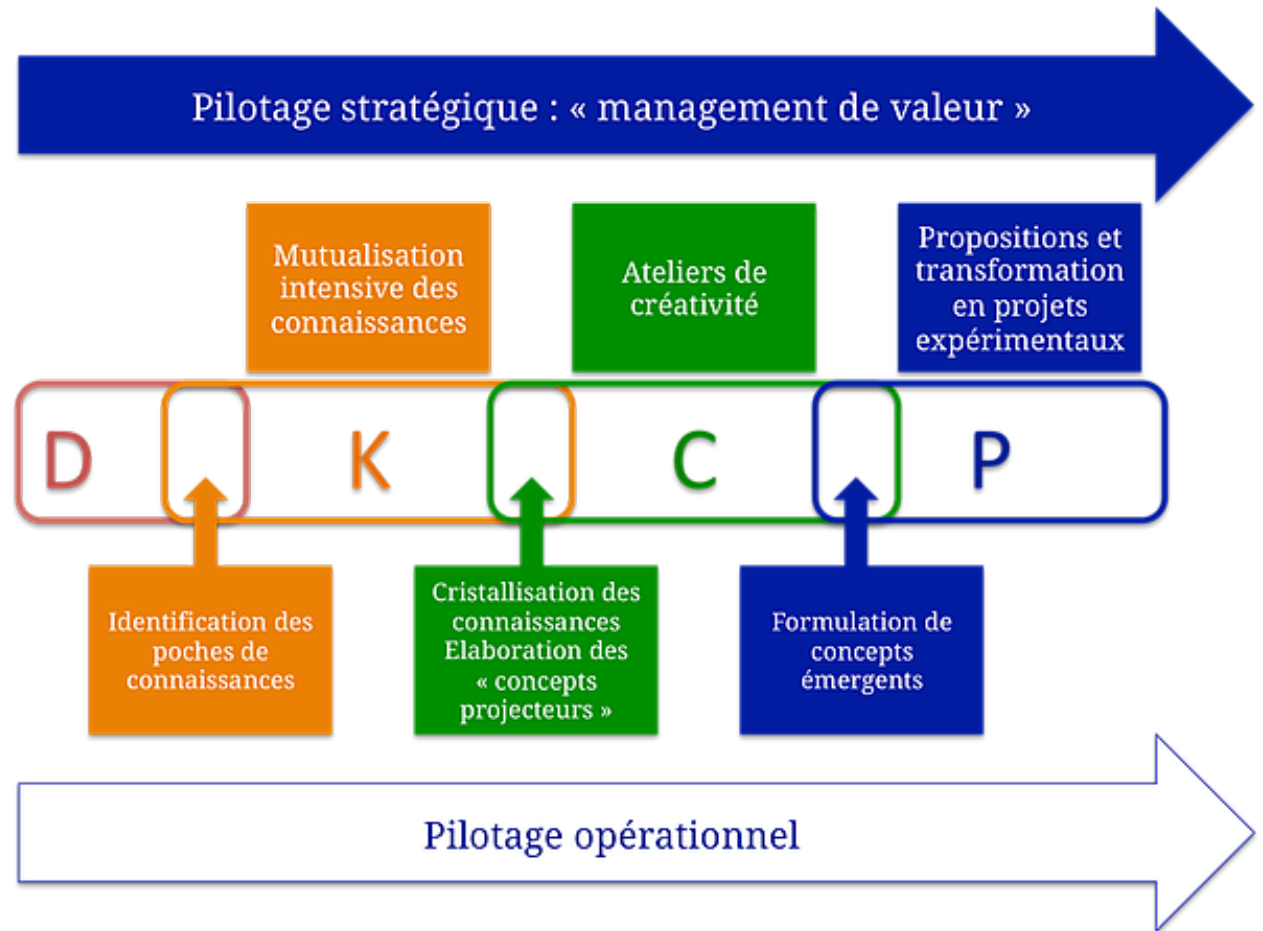 Pilotage stratégique : « management de valeur »
Mutualisation
intensive des
connaissances
Ateliers de
créativité
Propositions et
transformation
en projets
expérimentaux
D
K
C
P
Identification des
poches de
connaissances
Cristallisation des
connaissances
Elaboration des
« concepts
projecteurs »
Formulation de
concepts
émergents
Pilotage opérationnel